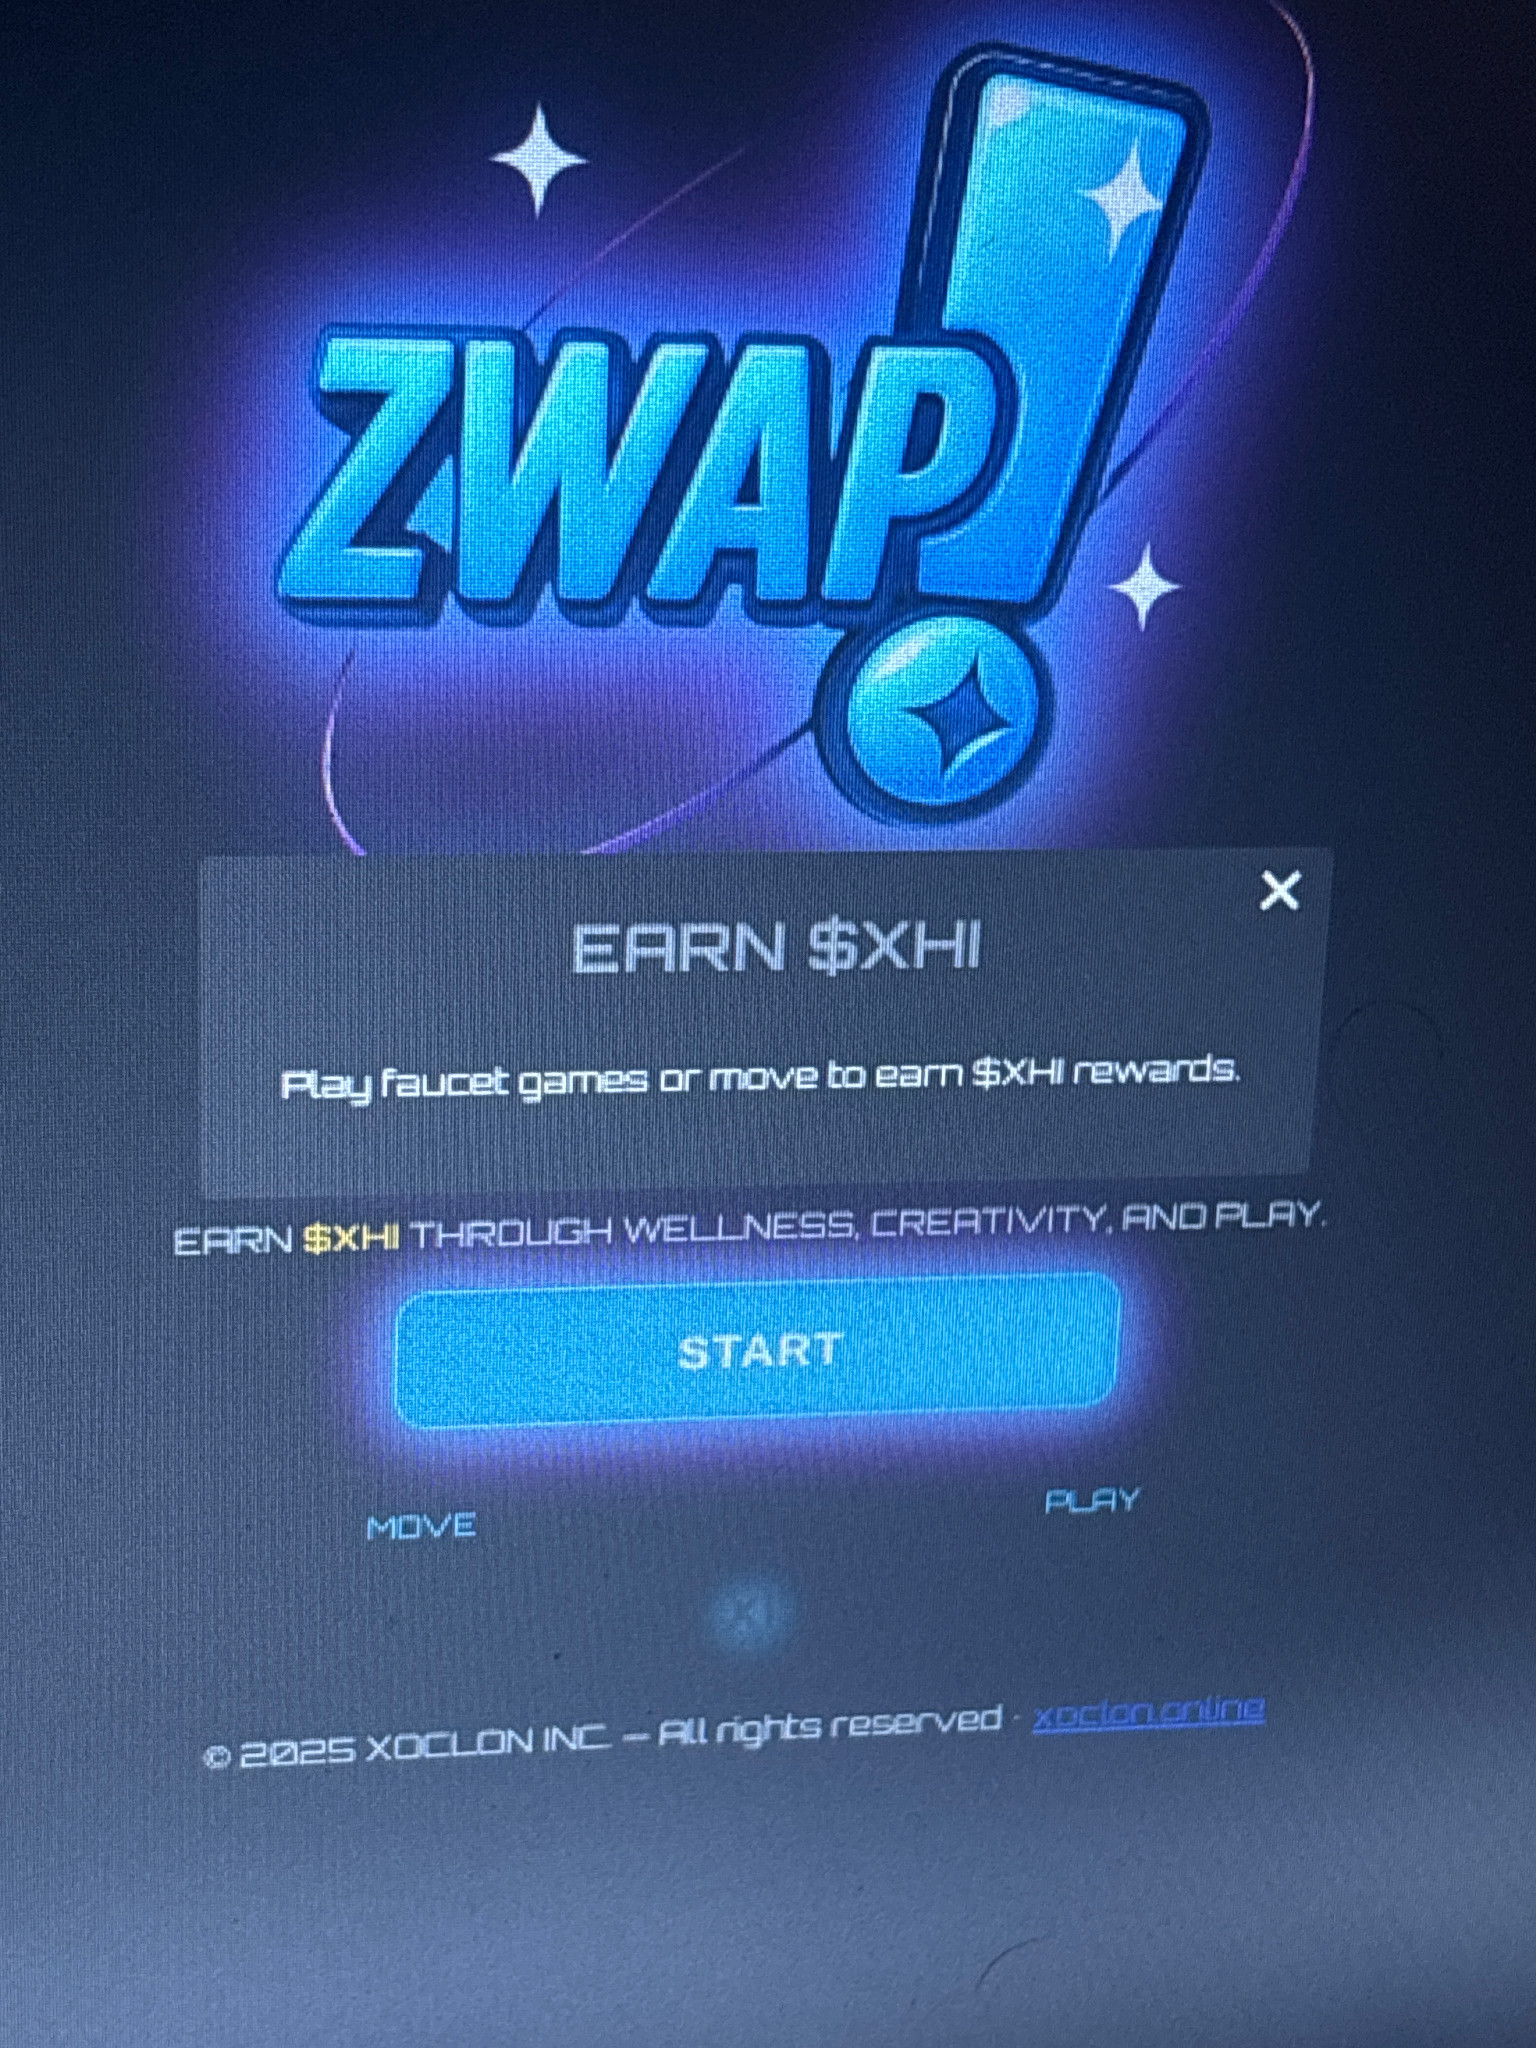 ZWAP!
EARN $XHI
Play faucet games or move to earn $XHI rewards.
EARN $XHI THROUGH WELLNESS, CREATIVITY, AND PLAY.
START
MOVE
PLAY
© 2025 XOCLON INC — All rights reserved · xoclon.online